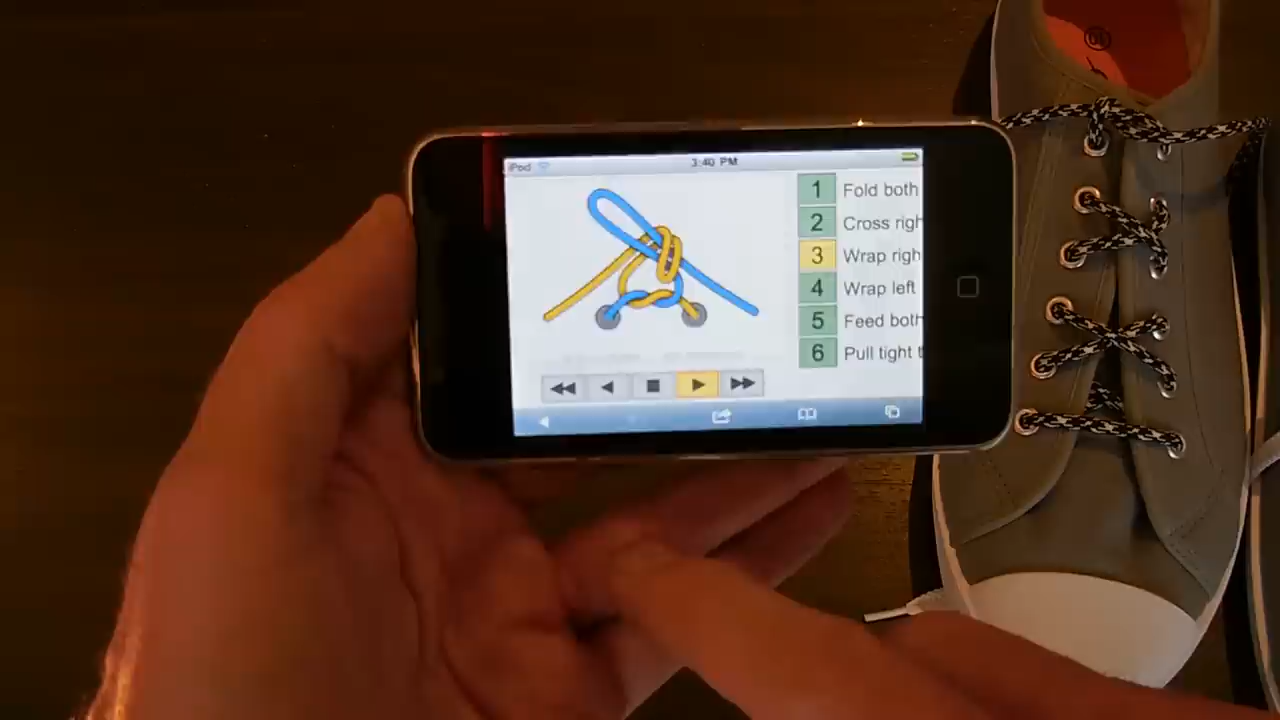 iPod 3:40 PM
1 Fold both
2 Cross righ
3 Wrap righ
4 Wrap left
5 Feed both
6 Pull tight t